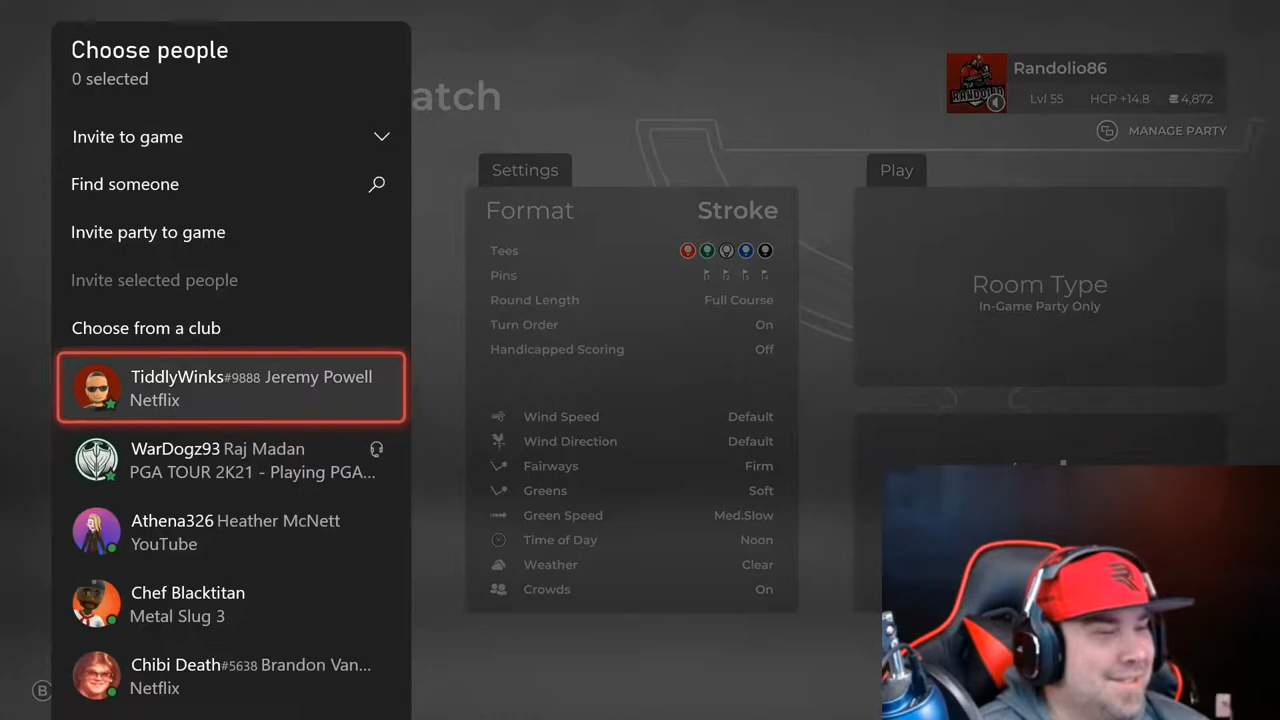 Choose people
0 selected
Invite to game
Find someone
Invite party to game
Invite selected people
Choose from a club
TiddlyWinks#9888 Jeremy Powell
Netflix
WarDogz93 Raj Madan
PGA TOUR 2K21 - Playing PGA...
Athena326 Heather McNett
YouTube
Chef Blacktitan
Metal Slug 3
Chibi Death#5638 Brandon Van...
Netflix
B
atch
Settings
Format Stroke
Tees
Pins
Round Length Full Course
Turn Order On
Handicapped Scoring Off
Wind Speed Default
Wind Direction Default
Fairways Firm
Greens Soft
Green Speed Med.Slow
Time of Day Noon
Weather Clear
Crowds On
RANDOLIO
Randolio86
Lvl 55 HCP +14.8 4,872
MANAGE PARTY
Play
Room Type
In-Game Party Only